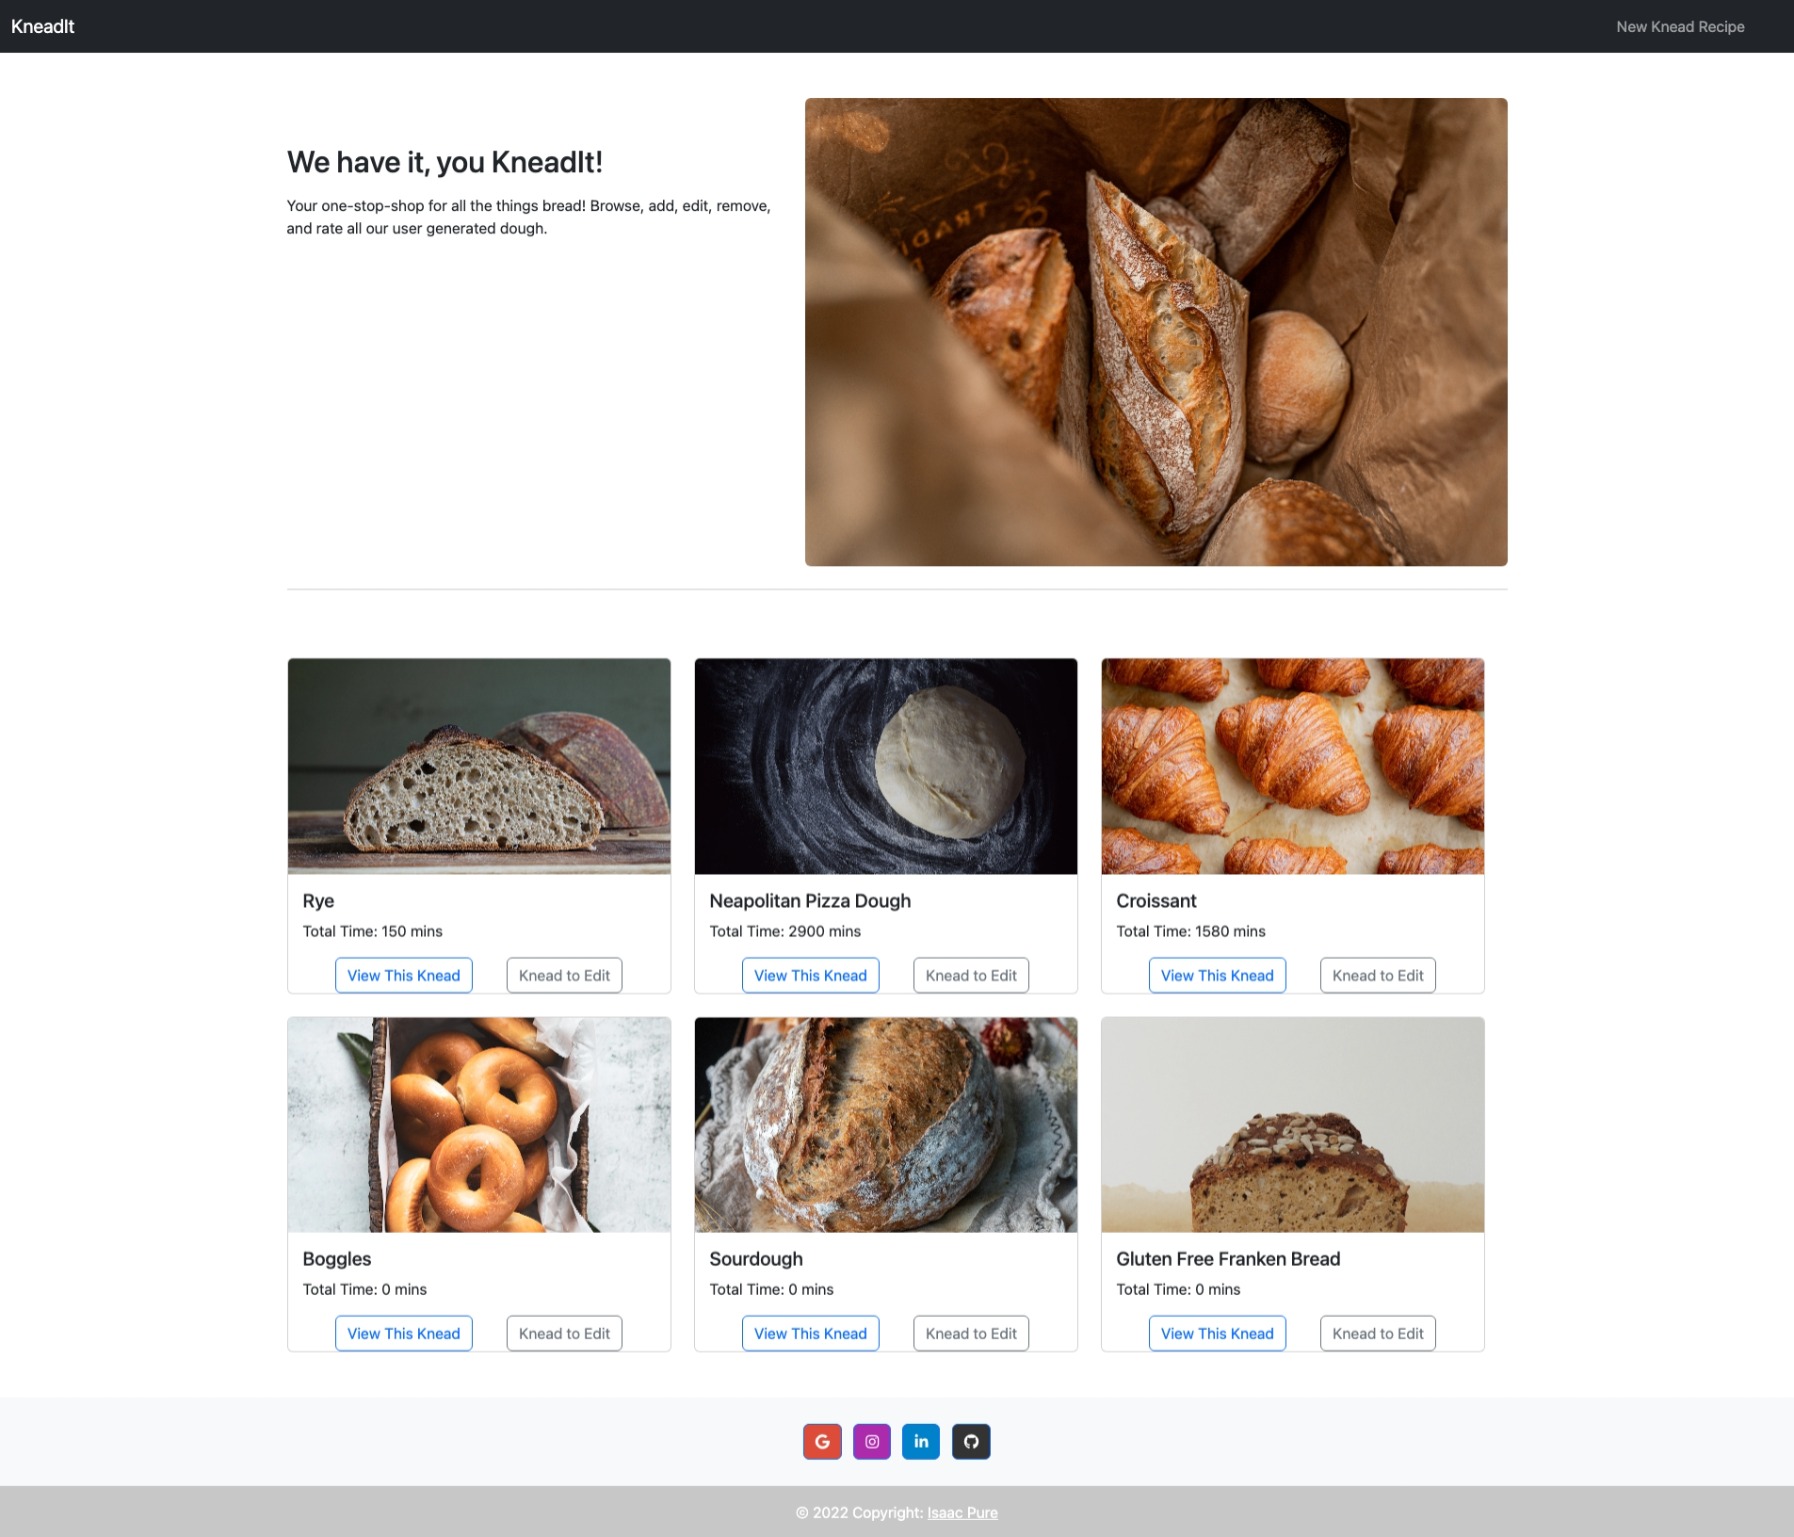 KneadIt
New Knead Recipe
We have it, you KneadIt!
Your one-stop-shop for all the things bread! Browse, add, edit, remove,
and rate all our user generated dough.
Rye
Total Time: 150 mins
View This Knead
Knead to Edit
Neapolitan Pizza Dough
Total Time: 2900 mins
View This Knead
Knead to Edit
Croissant
Total Time: 1580 mins
View This Knead
Knead to Edit
Boggles
Total Time: 0 mins
View This Knead
Knead to Edit
Sourdough
Total Time: 0 mins
View This Knead
Knead to Edit
Gluten Free Franken Bread
Total Time: 0 mins
View This Knead
Knead to Edit
© 2022 Copyright: Isaac Pure